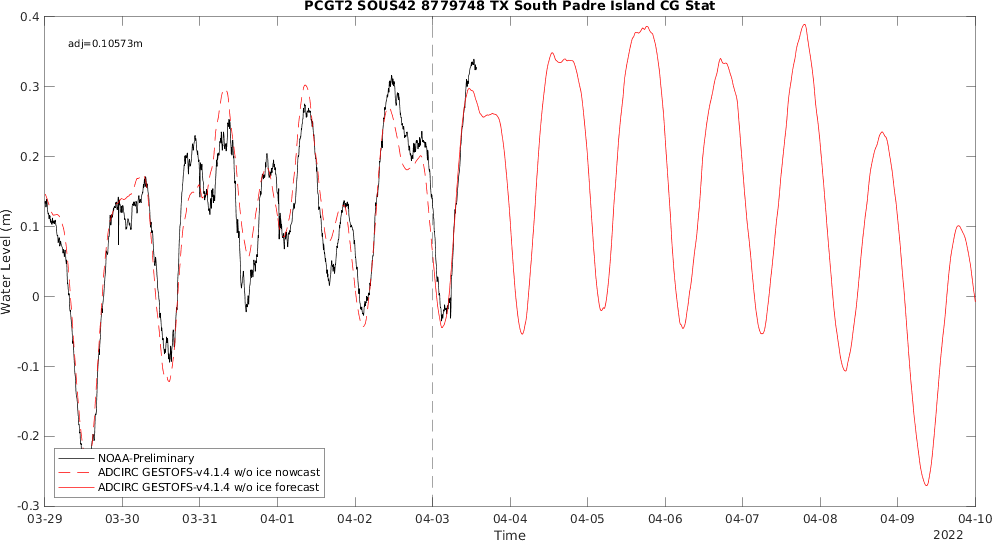 PCGT2 SOUS42 8779748 TX South Padre Island CG Stat
adj=0.10573m
0.4
0.3
0.2
0.1
0
-0.1
-0.2
-0.3
Water Level (m)
NOAA-Preliminary
ADCIRC GESTOFS-v4.1.4 w/o ice nowcast
ADCIRC GESTOFS-v4.1.4 w/o ice forecast
03-29 03-30 03-31 04-01 04-02 04-03 04-04 04-05 04-06 04-07 04-08 04-09 04-10
Time
2022